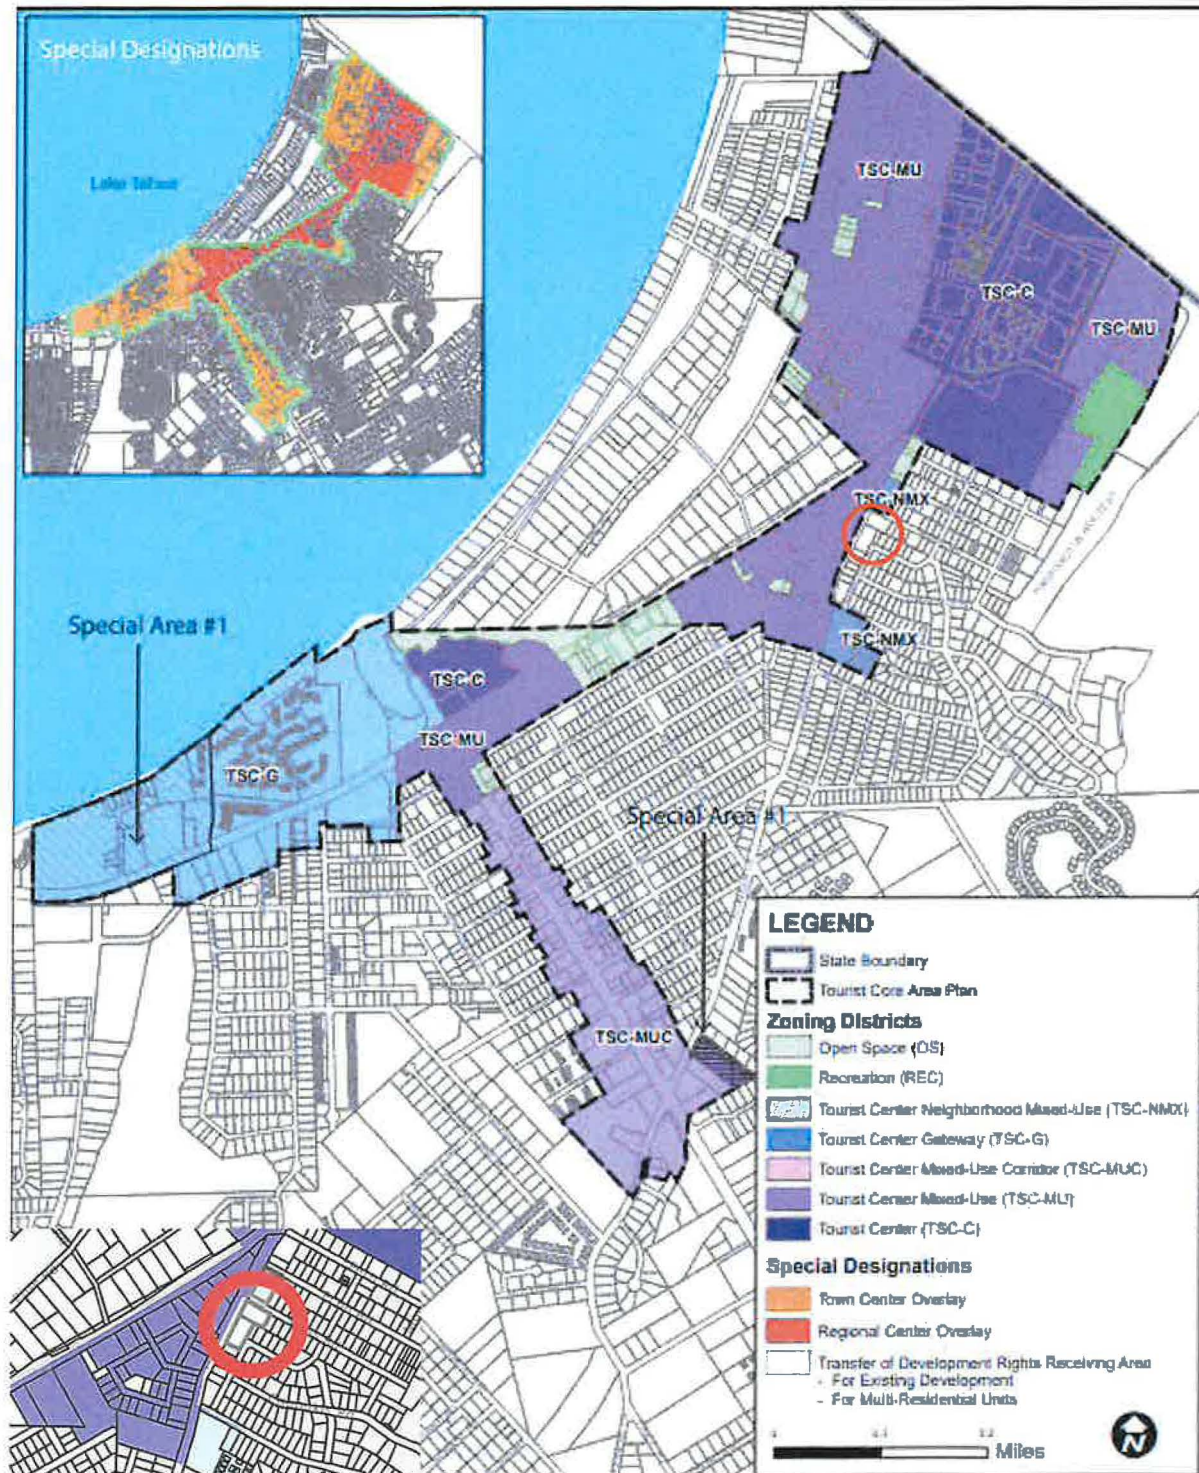 Special Designations
Lake Tahoe
TSC-MU
TSC-C
TSC-MU
TSC-NMX
TSC-NMX
Special Area #1
TSC-C
TSC-MU
TSC-G
Special Area #1
TSC-MUC
LEGEND
State Boundary
Tourist Core Area Plan
Zoning Districts
Open Space (OS)
Recreation (REC)
Tourist Center Neighborhood Mixed-Use (TSC-NMX)
Tourist Center Gateway (TSC-G)
Tourist Center Mixed-Use Corridor (TSC-MUC)
Tourist Center Mixed-Use (TSC-MU)
Tourist Center (TSC-C)
Special Designations
Town Center Overlay
Regional Center Overlay
Transfer of Development Rights Receiving Area
- For Existing Development
- For Multi-Residential Units
0
Miles
N